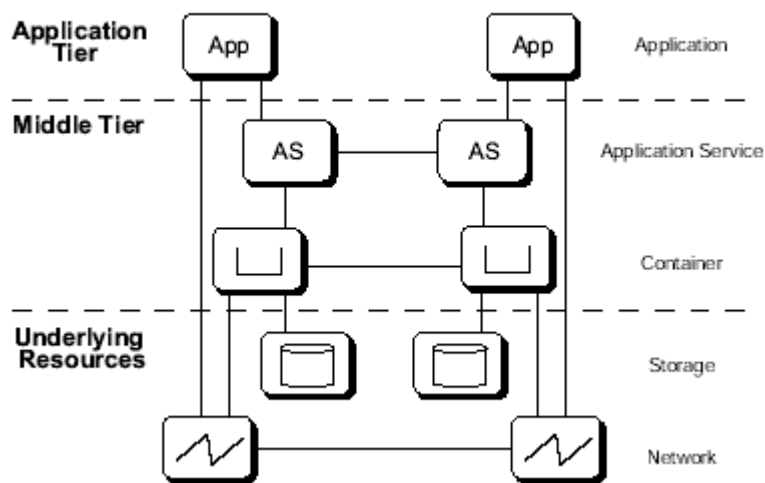 Application
Tier
App
App
Application
Middle Tier
AS
AS
Application Service
Container
Underlying
Resources
Storage
Network